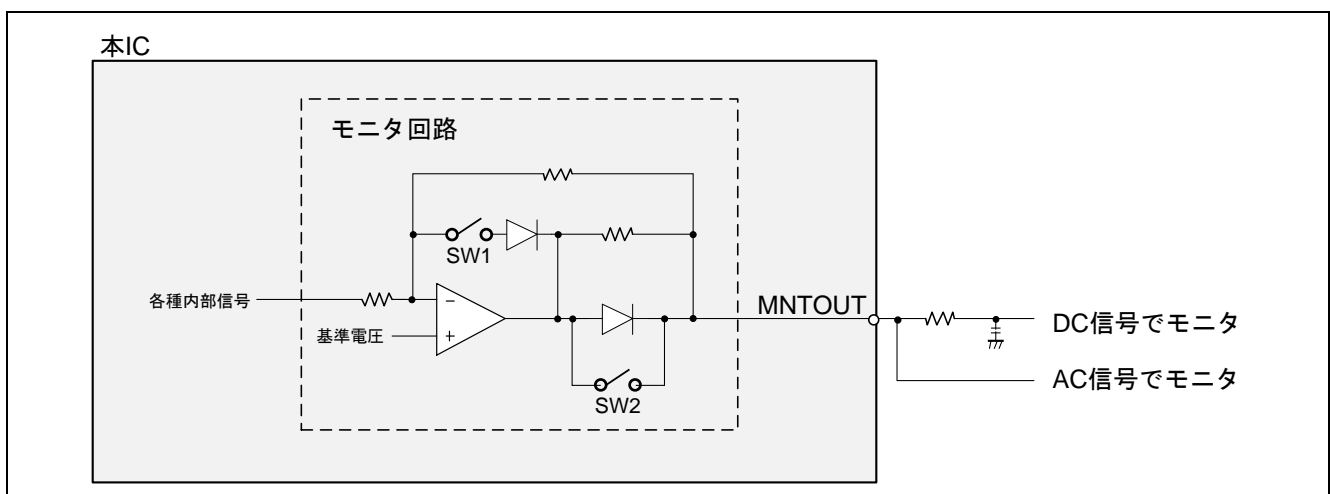 本IC
モニタ回路
SW1
各種内部信号
−
基準電圧
+
MNTOUT
DC信号でモニタ
AC信号でモニタ
SW2